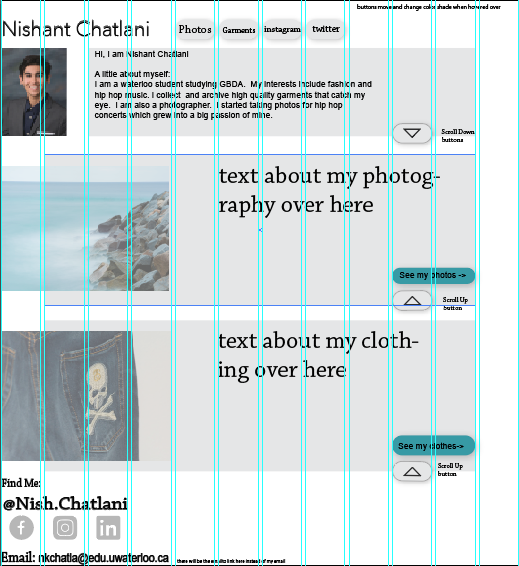 buttons move and change color shade when hovered over
Nishant Chatlani
Photos
Garments
instagram
twitter
Hi, I am Nishant Chatlani
A little about myself:
I am a waterloo student studying GBDA. My interests include fashion and
hip hop music. I collect and archive high quality garments that catch my
eye. I am also a photographer. I started taking photos for hip hop
concerts which grew into a big passion of mine.
Scroll Down
buttons
text about my photog-
raphy over here
See my photos ->
Scroll Up
button
text about my cloth-
ing over here
See my clothes->
Scroll Up
button
Find Me:
@Nish.Chatlani
Email: nkchatla@edu.uwaterloo.ca
there will be the email to link here instead of my email